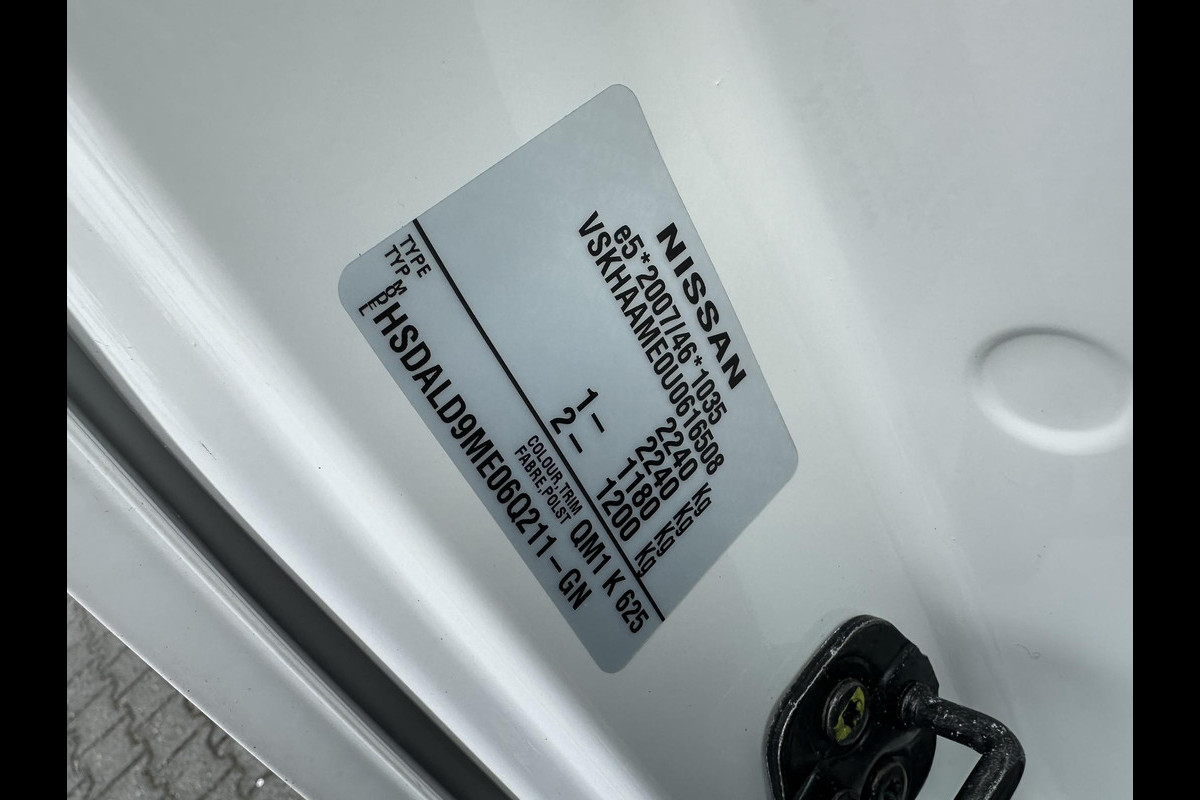 NISSAN
e5*2007/46*1035
VSKHAAME0U0616508
2240 Kg
2240 Kg
1 – 1180 Kg
2 – 1200 Kg
TYPE
TYP
COLOUR,TRIM
FABRE,POLST
QM1 K 625
HSDALD9ME06Q211–GN